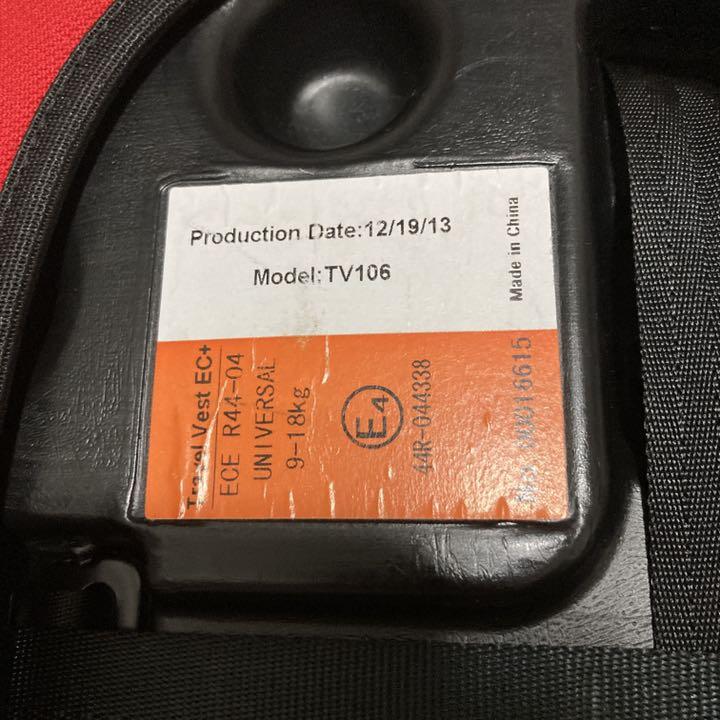 Production Date:12/19/13
Model:TV106
Made in China
Travel Vest EC+
ECE R44-04
UNIVERSAL
9-18kg
E4
44R-044338
00016615